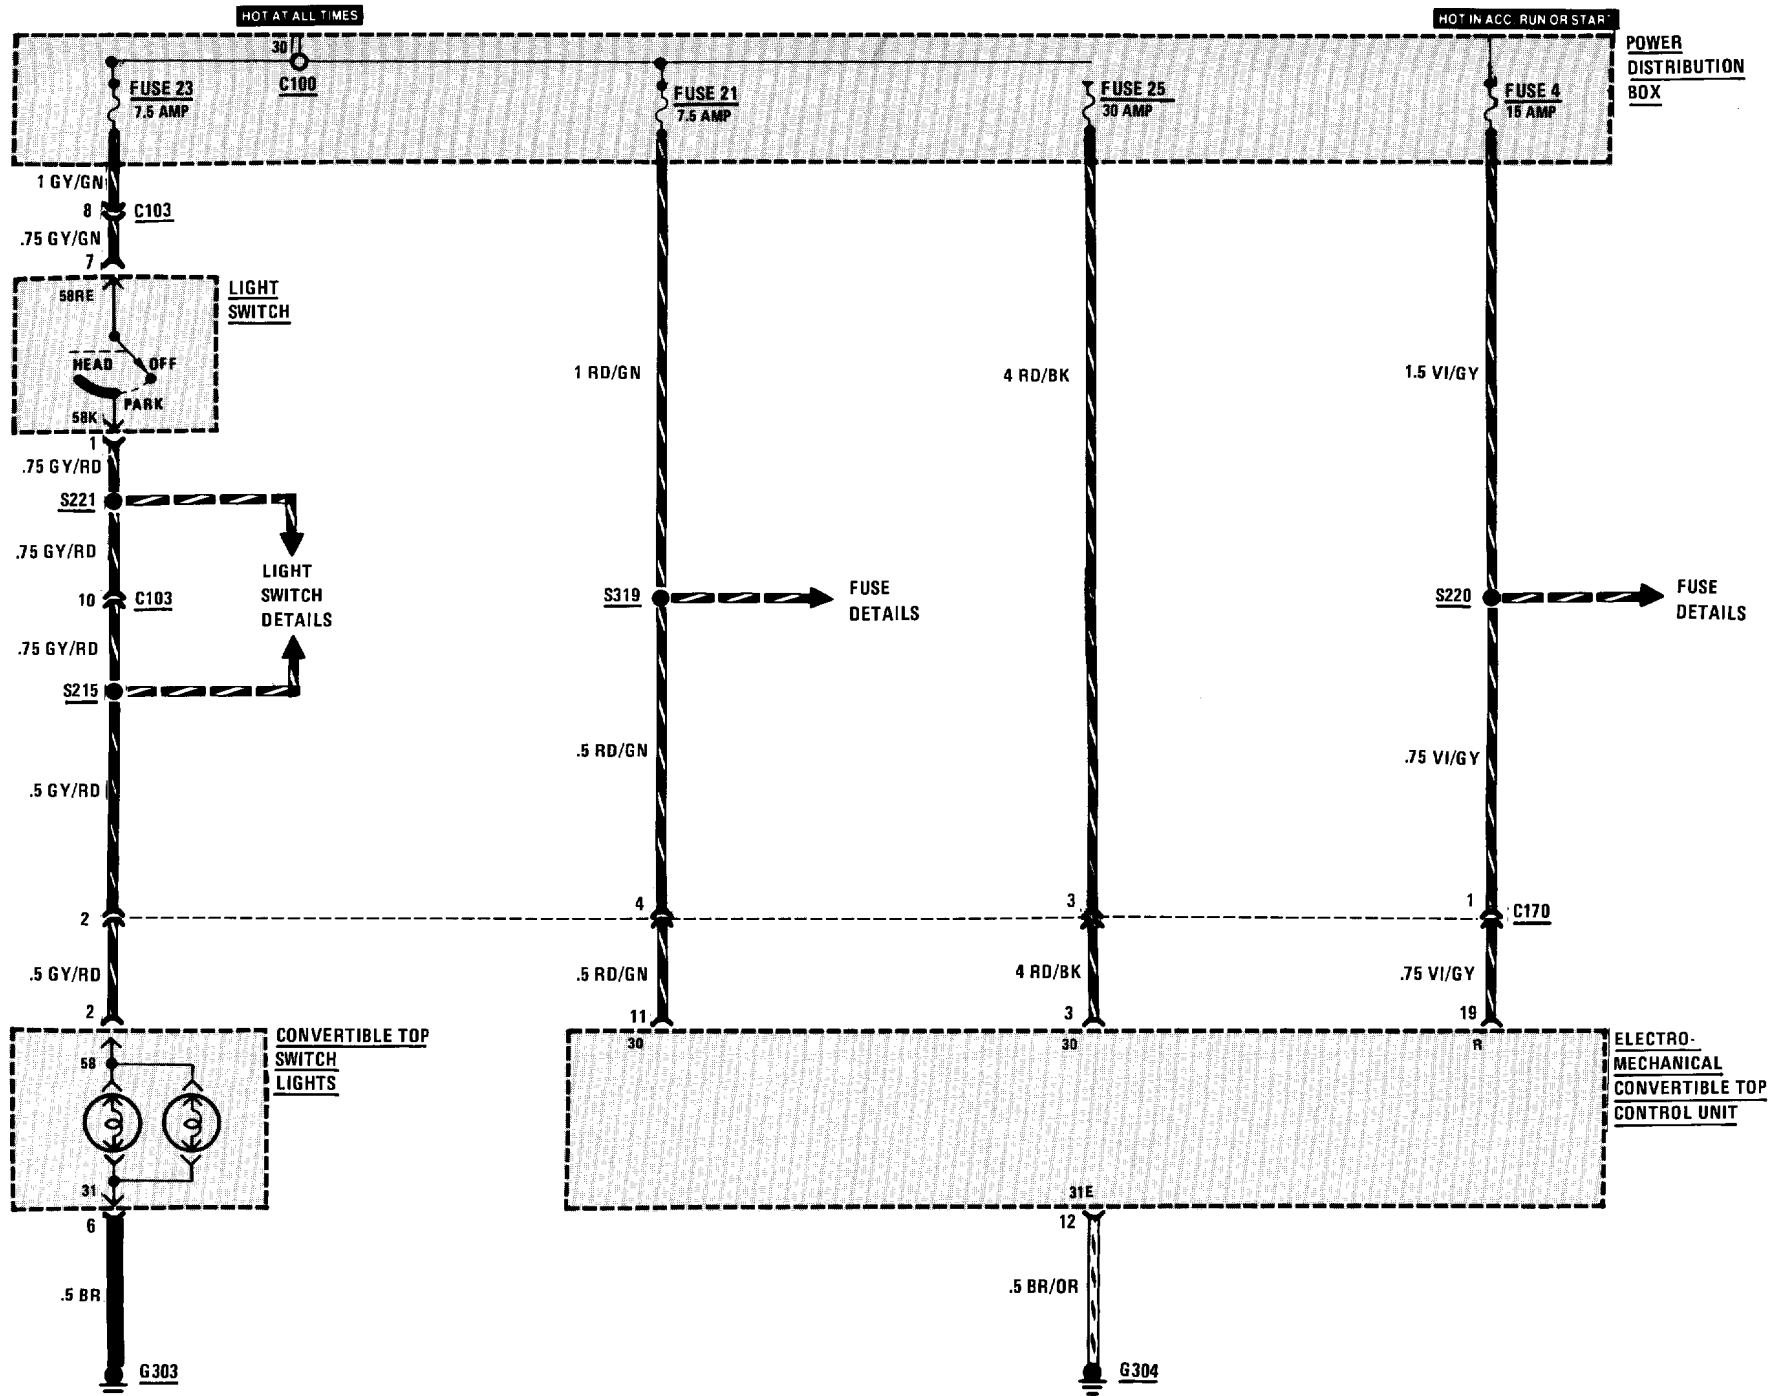 HOT AT ALL TIMES
HOT IN ACC. RUN OR START
30
C100
FUSE 23
7.5 AMP
FUSE 21
7.5 AMP
FUSE 25
30 AMP
FUSE 4
15 AMP
POWER
DISTRIBUTION
BOX
1 GY/GN
8
C103
.75 GY/GN
7
58RE
LIGHT
SWITCH
HEAD
OFF
PARK
58K
1
.75 GY/RD
1 RD/GN
4 RD/BK
1.5 VI/GY
S221
.75 GY/RD
10
C103
LIGHT
SWITCH
DETAILS
.75 GY/RD
S215
S319
FUSE
DETAILS
S220
FUSE
DETAILS
.5 GY/RD
.5 RD/GN
.75 VI/GY
2
4
3
1
C170
.5 GY/RD
.5 RD/GN
4 RD/BK
.75 VI/GY
2
11
3
19
58
CONVERTIBLE TOP
SWITCH
LIGHTS
30
30
R
ELECTRO-
MECHANICAL
CONVERTIBLE TOP
CONTROL UNIT
31
31E
6
12
.5 BR
.5 BR/OR
G303
G304